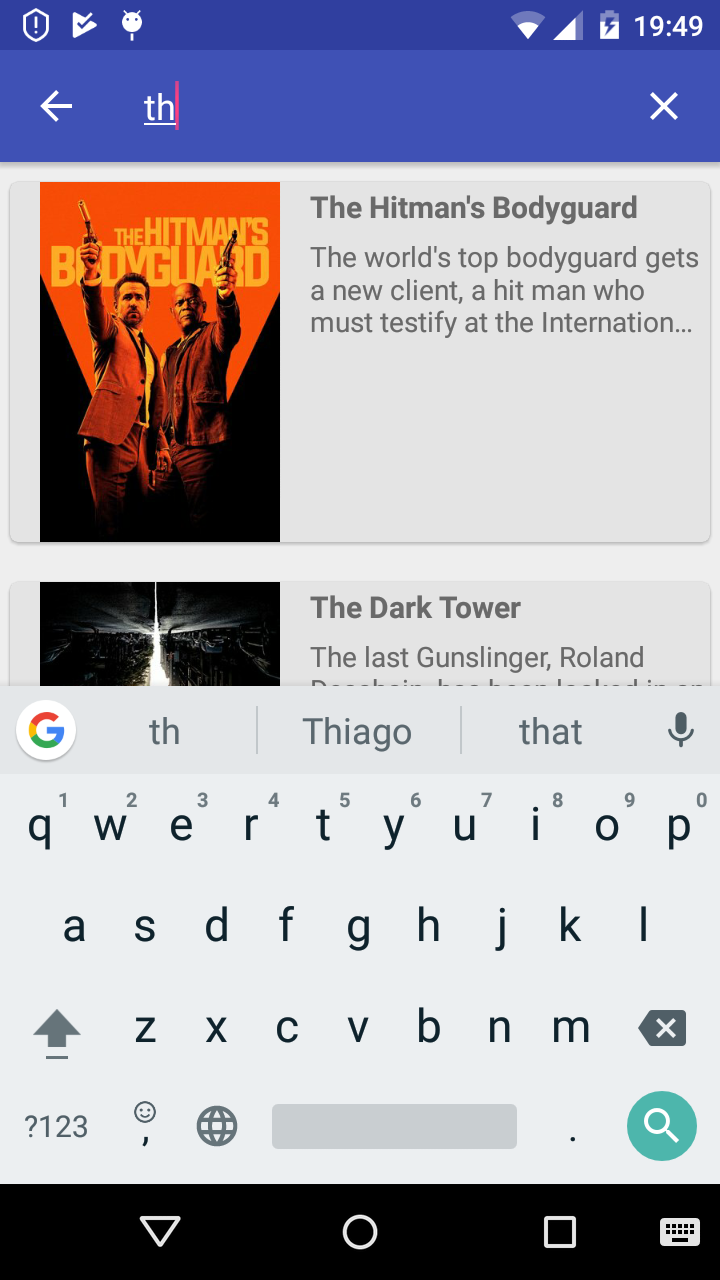 19:49
th
THE HITMAN'S
BODYGUARD
The Hitman's Bodyguard
The world's top bodyguard gets
a new client, a hit man who
must testify at the Internation...
The Dark Tower
The last Gunslinger, Roland
th Thiago that
q 1 w 2 e 3 r 4 t 5 y 6 u 7 i 8 o 9 p 0
a s d f g h j k l
z x c v b n m
?123 , .